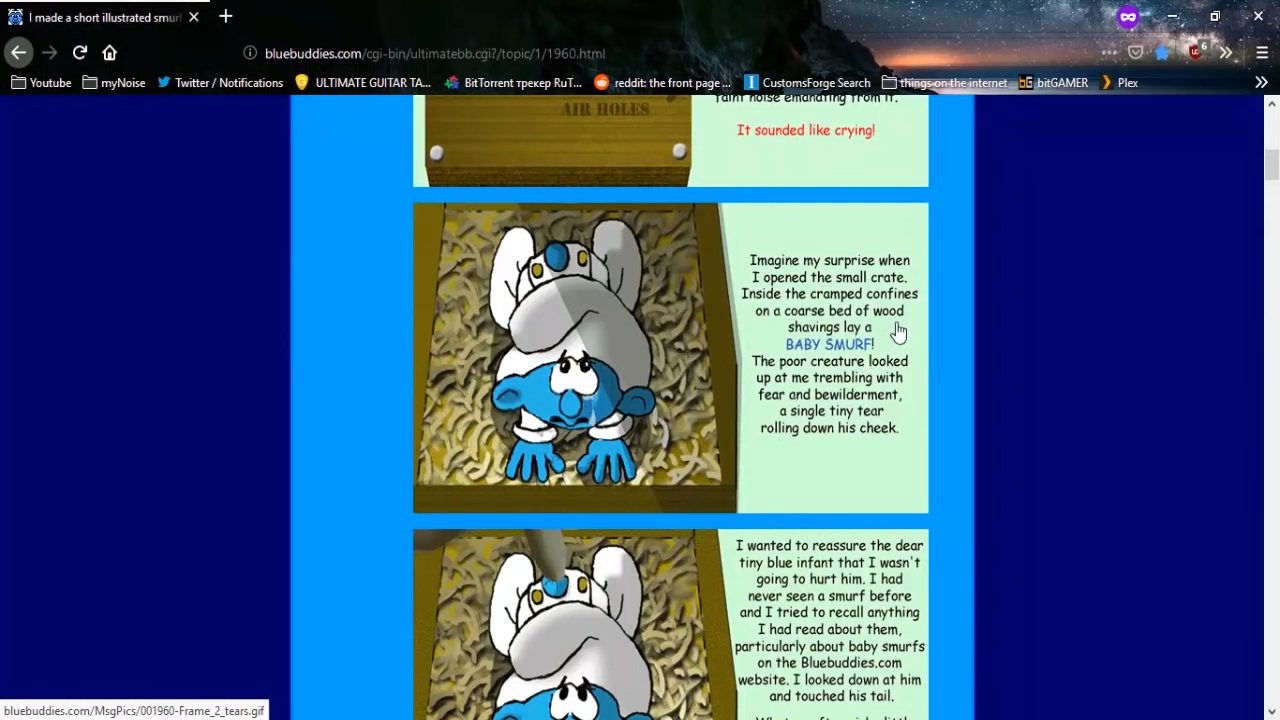 I made a short illustrated smurf
bluebuddies.com/cgi-bin/ultimatebb.cgi?/topic/1/1960.html
6
Youtube
myNoise
Twitter / Notifications
ULTIMATE GUITAR TA...
BitTorrent трекер RuT...
reddit: the front page ...
CustomsForge Search
things on the internet
bitGAMER
Plex
AIR HOLES
faint noise emanating from it.
It sounded like crying!
Imagine my surprise when
I opened the small crate.
Inside the cramped confines
on a coarse bed of wood
shavings lay a
BABY SMURF!
The poor creature looked
up at me trembling with
fear and bewilderment,
a single tiny tear
rolling down his cheek.
I wanted to reassure the dear
tiny blue infant that I wasn't
going to hurt him. I had
never seen a smurf before
and I tried to recall anything
I had read about them,
particularly about baby smurfs
on the Bluebuddies.com
website. I looked down at him
and touched his tail.
bluebuddies.com/MsgPics/001960-Frame_2_tears.gif